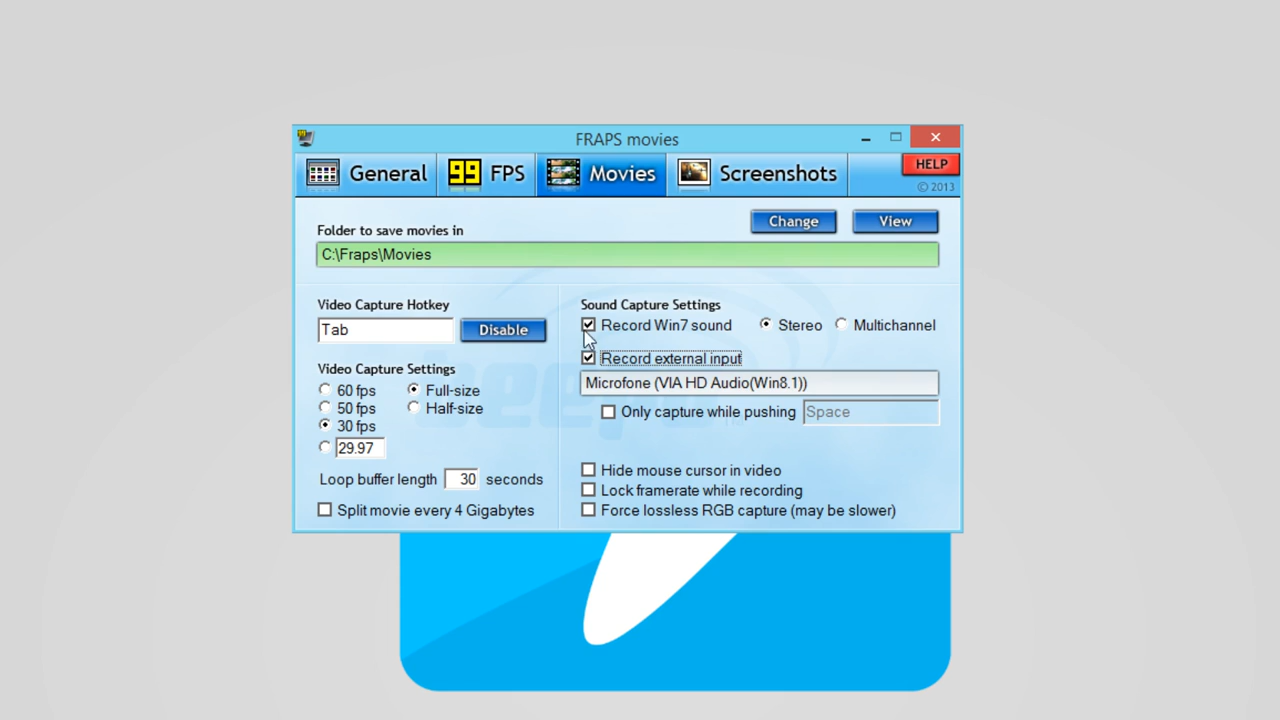 FRAPS movies
General
99 FPS
Movies
Screenshots
HELP
© 2013
Folder to save movies in
Change
View
C:\Fraps\Movies
Video Capture Hotkey
Tab
Disable
Video Capture Settings
60 fps
Full-size
50 fps
Half-size
30 fps
29.97
Loop buffer length 30 seconds
Split movie every 4 Gigabytes
Sound Capture Settings
Record Win7 sound
Stereo
Multichannel
Record external input
Microfone (VIA HD Audio(Win8.1))
Only capture while pushing Space
Hide mouse cursor in video
Lock framerate while recording
Force lossless RGB capture (may be slower)